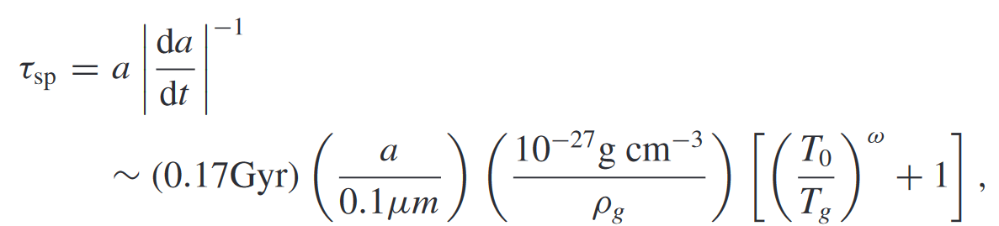 τ_sp = a |da/dt|^−1
∼ (0.17Gyr) (a/0.1μm) (10^−27 g cm^−3/ρ_g) [(T_0/T_g)^ω + 1],